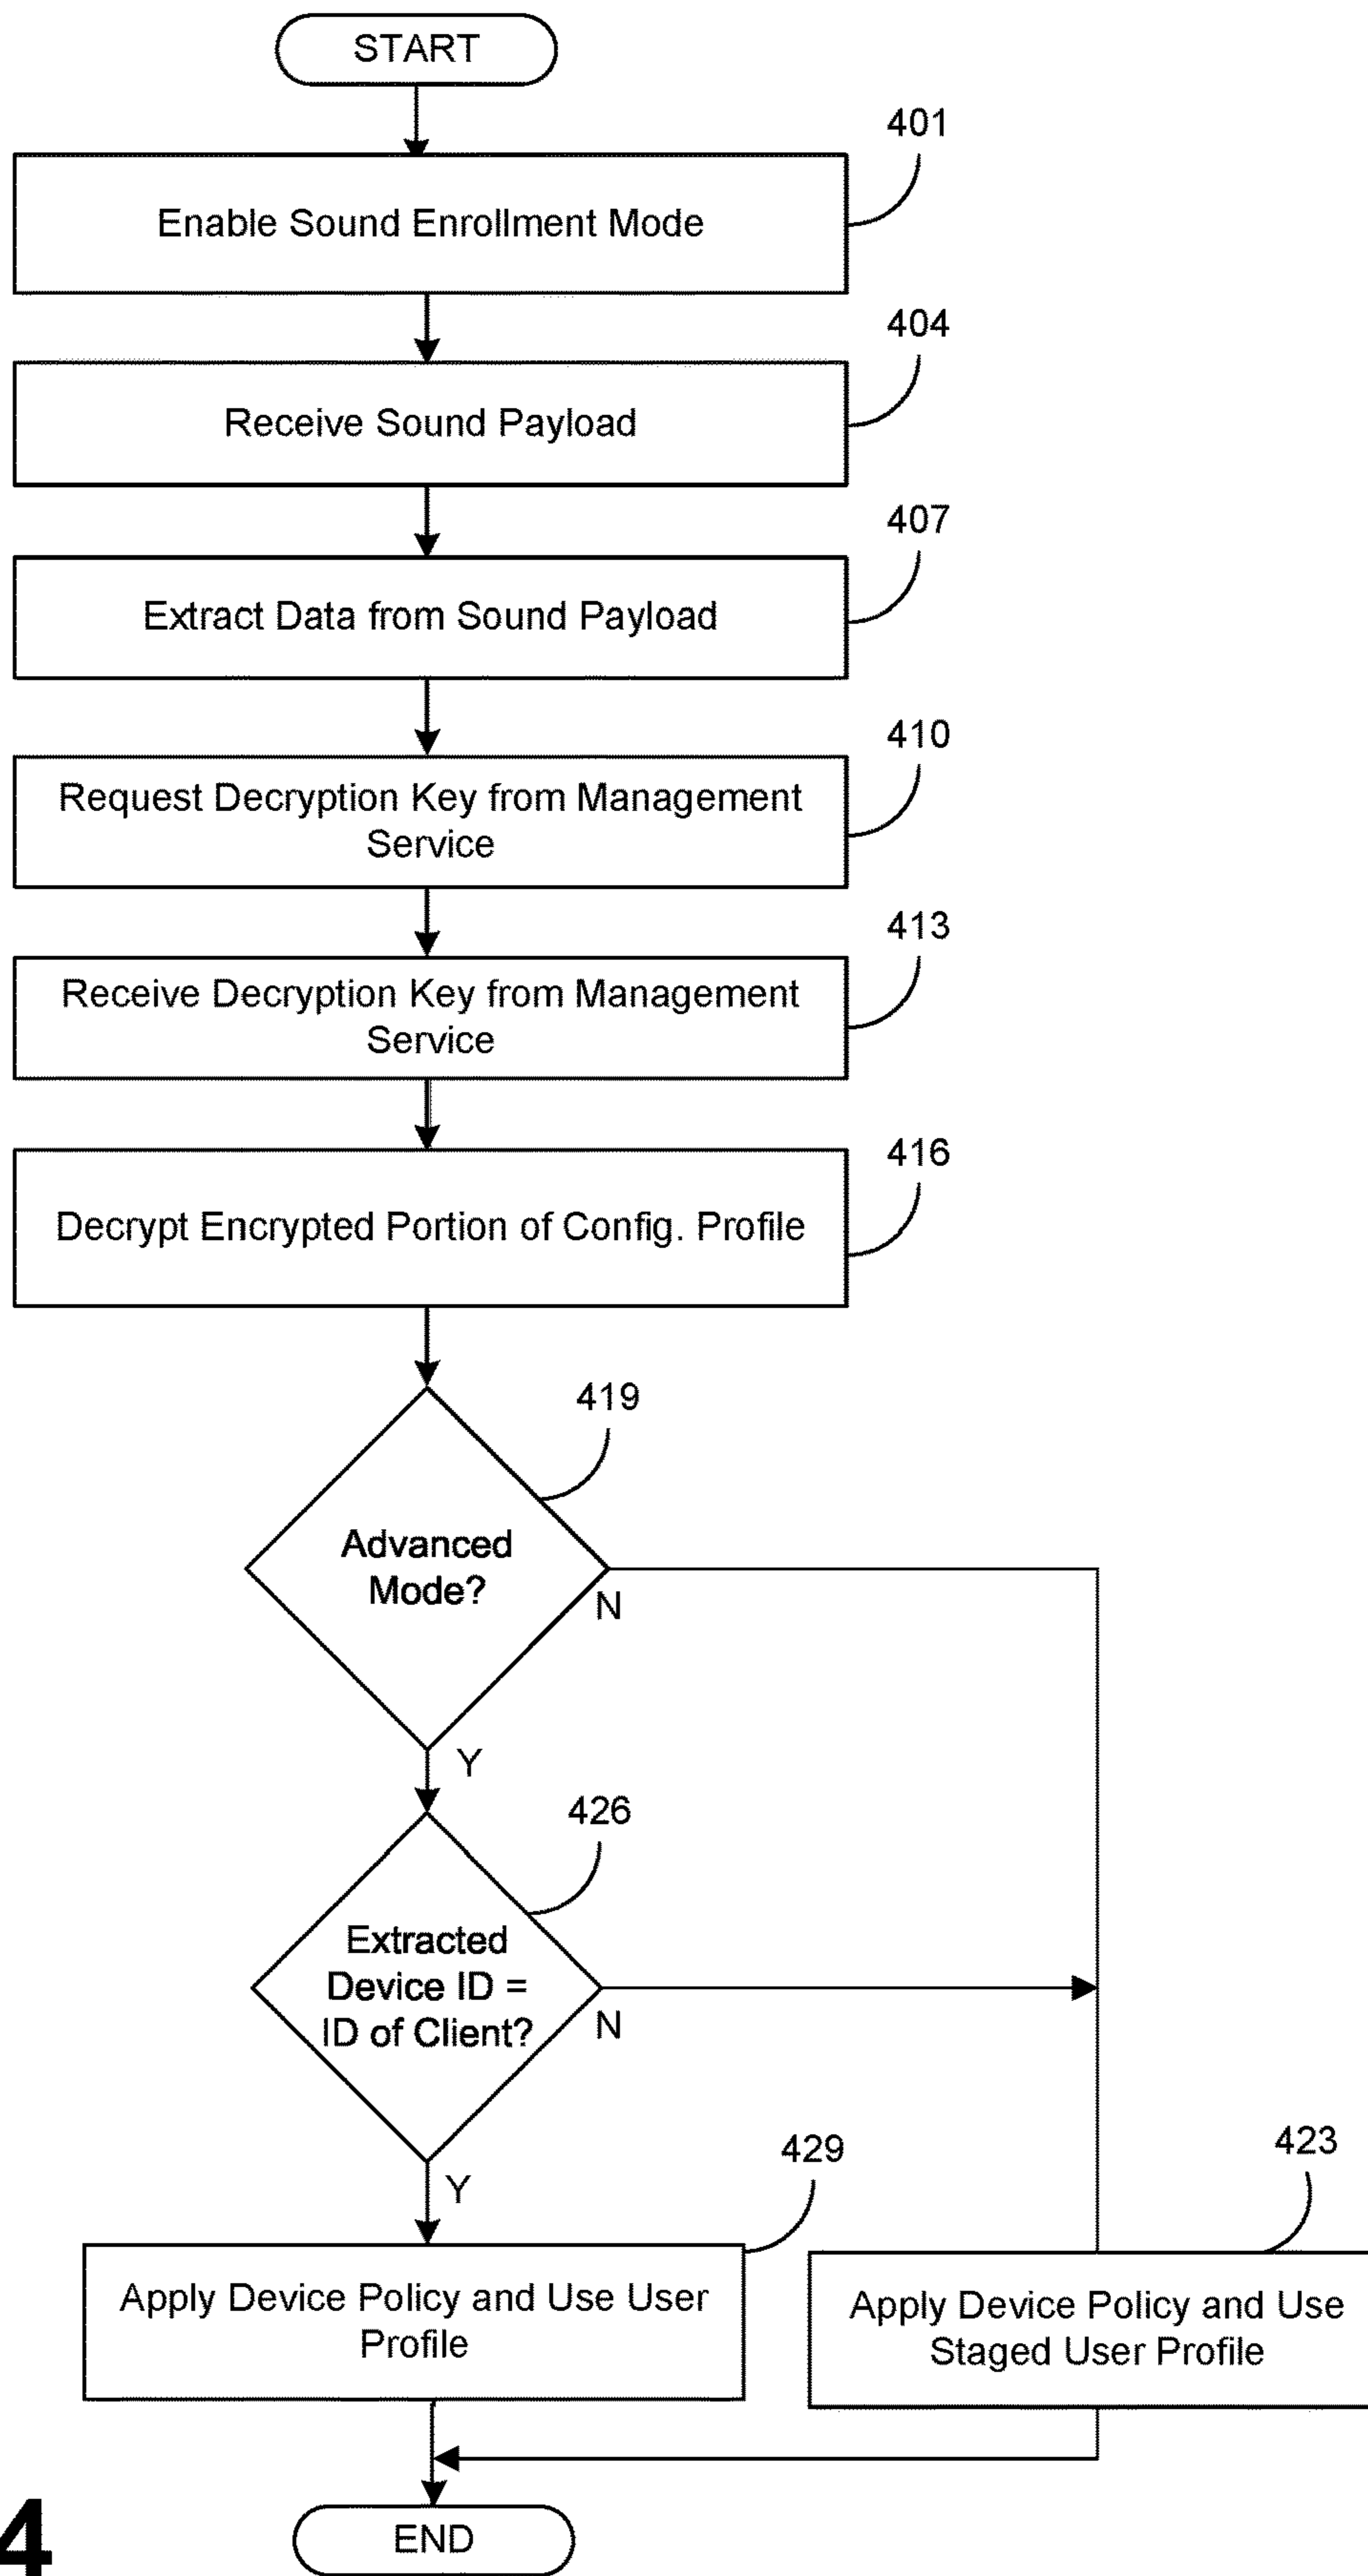 START
401
Enable Sound Enrollment Mode
404
Receive Sound Payload
407
Extract Data from Sound Payload
410
Request Decryption Key from Management
Service
413
Receive Decryption Key from Management
Service
416
Decrypt Encrypted Portion of Config. Profile
419
Advanced
Mode?
N
Y
426
Extracted
Device ID =
ID of Client?
N
Y
429
423
Apply Device Policy and Use User
Profile
Apply Device Policy and Use
Staged User Profile
END
4